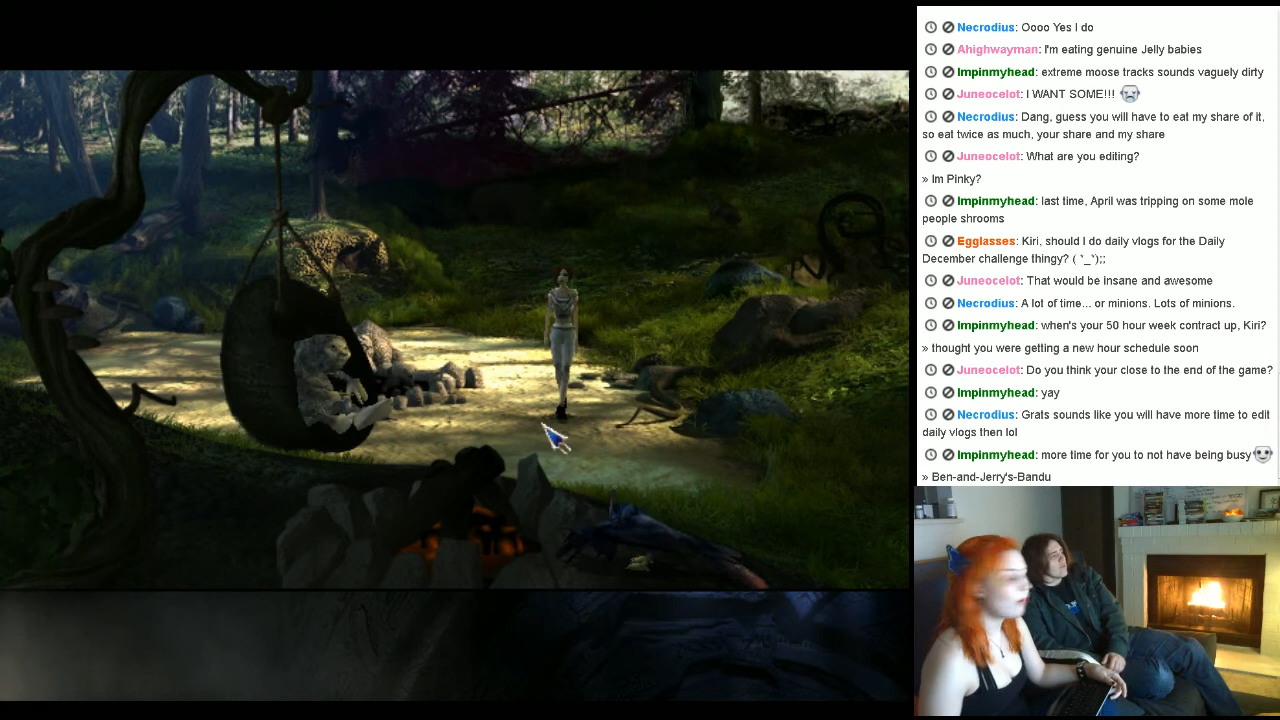 Necrodius: Oooo Yes I do
Ahighwayman: I'm eating genuine Jelly babies
Impinmyhead: extreme moose tracks sounds vaguely dirty
Juneocelot: I WANT SOME!!!
Necrodius: Dang, guess you will have to eat my share of it,
so eat twice as much, your share and my share
Juneocelot: What are you editing?
» Im Pinky?
Impinmyhead: last time, April was tripping on some mole
people shrooms
Egglasses: Kiri, should I do daily vlogs for the Daily
December challenge thingy? ( *_*);;
Juneocelot: That would be insane and awesome
Necrodius: A lot of time... or minions. Lots of minions.
Impinmyhead: when's your 50 hour week contract up, Kiri?
» thought you were getting a new hour schedule soon
Juneocelot: Do you think your close to the end of the game?
Impinmyhead: yay
Necrodius: Grats sounds like you will have more time to edit
daily vlogs then lol
Impinmyhead: more time for you to not have being busy
» Ben-and-Jerry's-Bandu